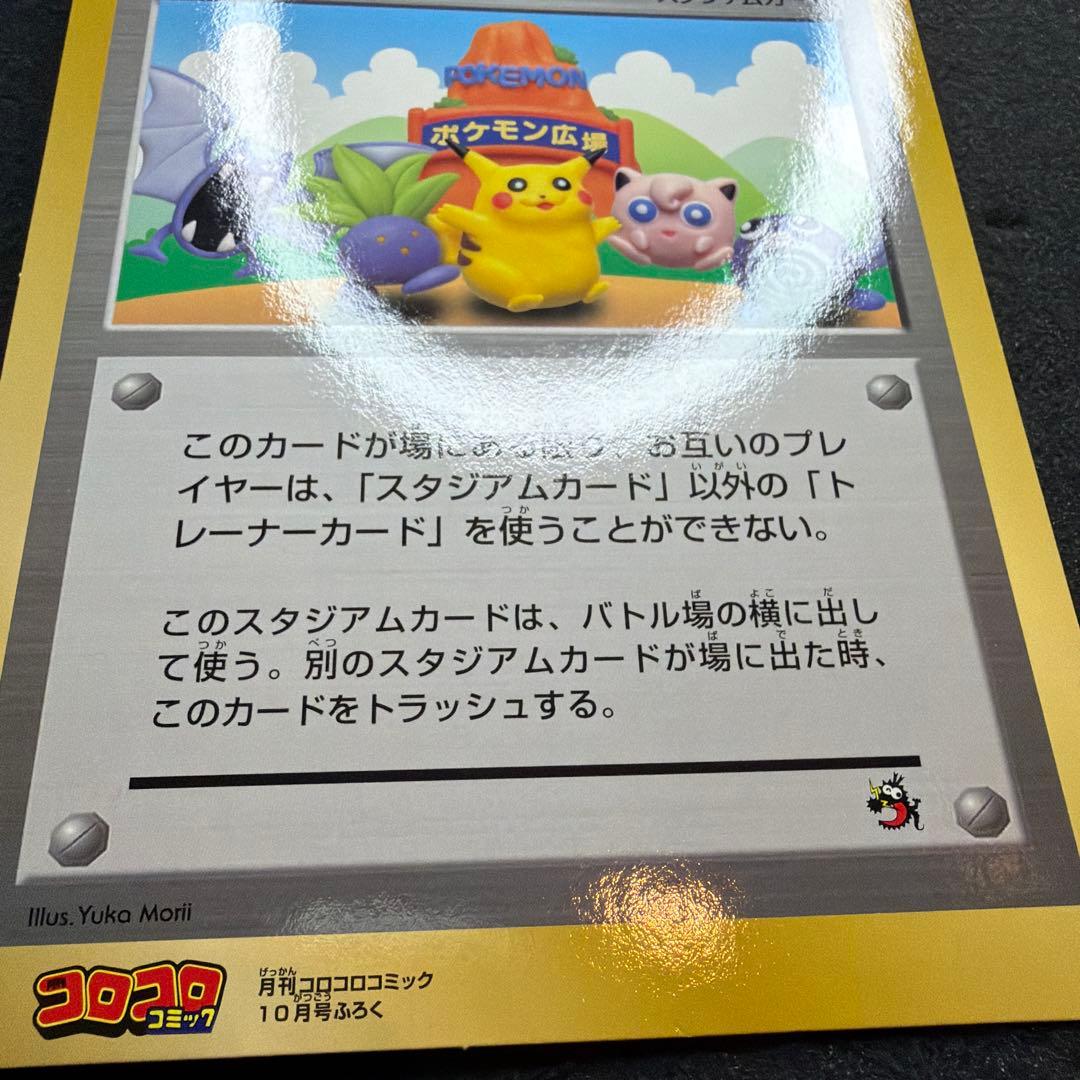 POKEMON
ポケモン広場
このカードが場にある限り、お互いのプレ
イヤーは、「スタジアムカード」以外の「ト
レーナーカード」を使うことができない。
このスタジアムカードは、バトル場の横に出し
て使う。別のスタジアムカードが場に出た時、
このカードをトラッシュする。
Illus. Yuka Morii
月刊コロコロコミック
月刊コロコロコミック
10月号ふろく